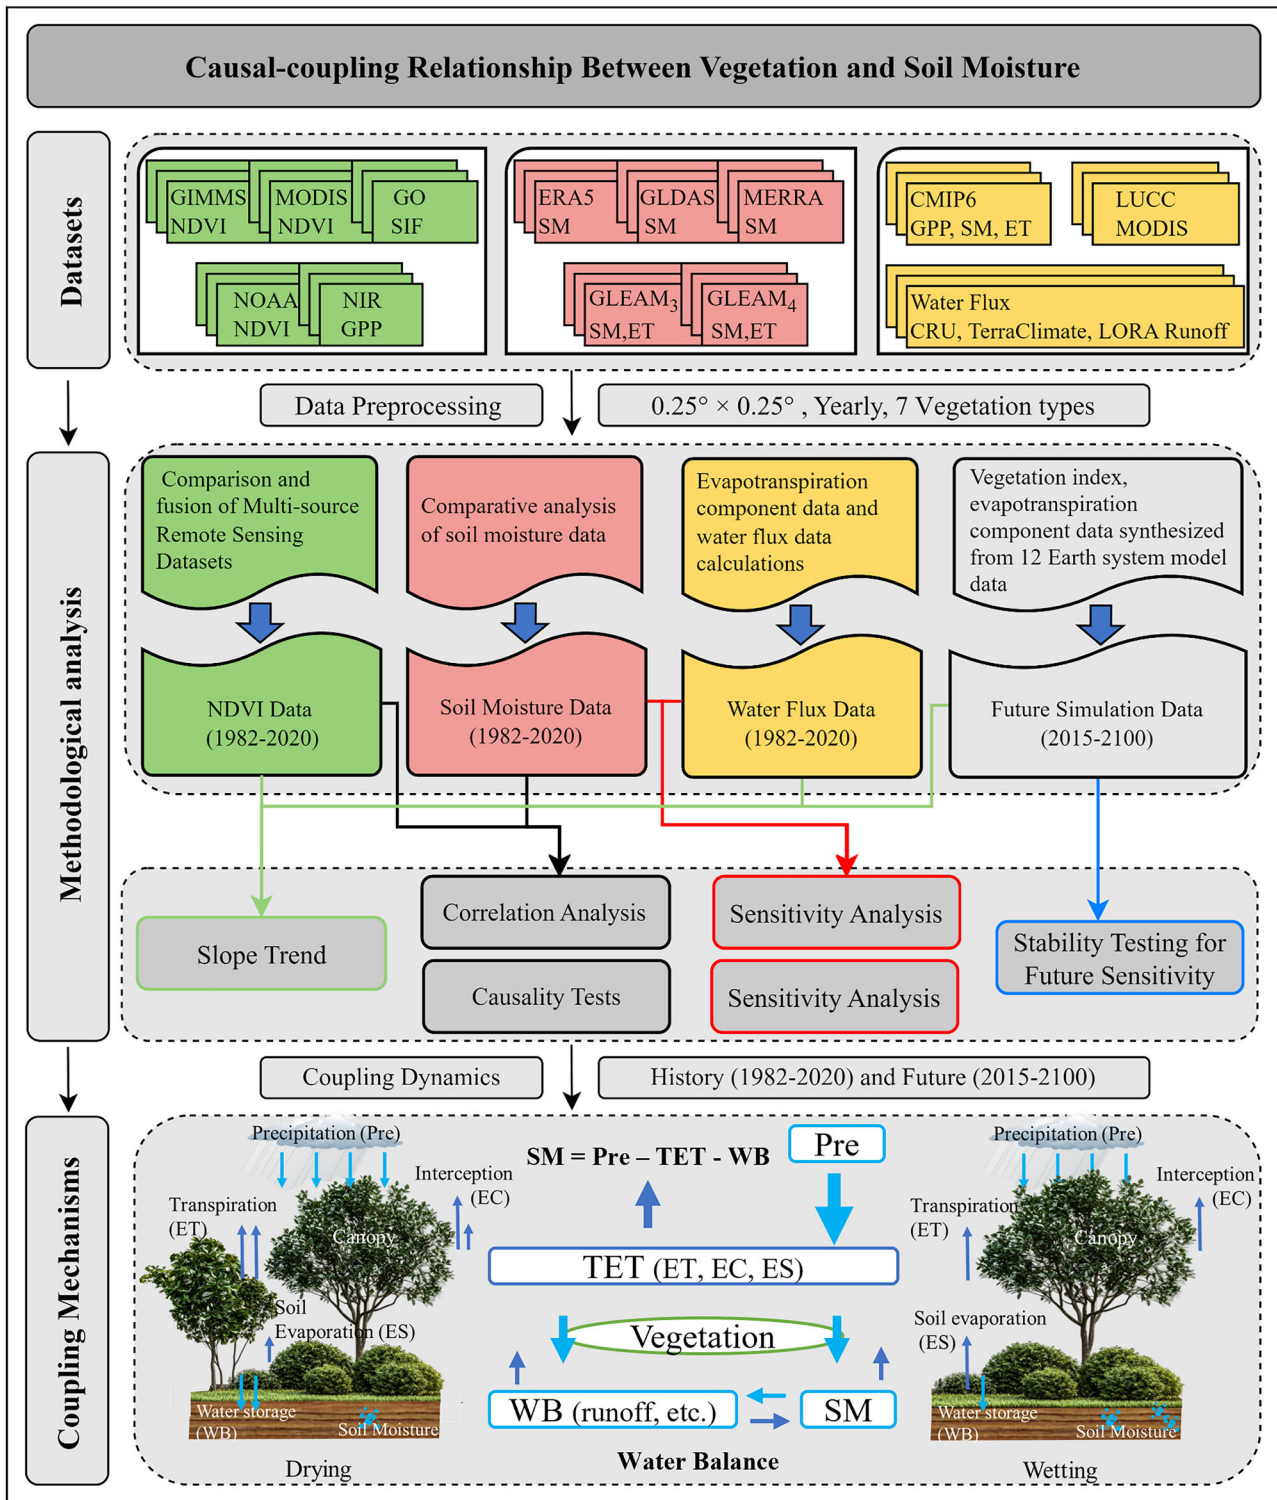 Causal-coupling Relationship Between Vegetation and Soil Moisture
Datasets
GIMMS
NDVI
MODIS
NDVI
GO
SIF
NOAA
NDVI
NIR
GPP
ERA5
SM
GLDAS
SM
MERRA
SM
GLEAM₃
SM,ET
GLEAM₄
SM,ET
CMIP6
GPP, SM, ET
LUCC
MODIS
Water Flux
CRU, TerraClimate, LORA Runoff
Data Preprocessing
0.25° × 0.25° , Yearly, 7 Vegetation types
Methodological analysis
Comparison and
fusion of Multi-source
Remote Sensing
Datasets
Comparative analysis
of soil moisture data
Evapotranspiration
component data and
water flux data
calculations
Vegetation index,
evapotranspiration
component data synthesized
from 12 Earth system model
data
NDVI Data
(1982-2020)
Soil Moisture Data
(1982-2020)
Water Flux Data
(1982-2020)
Future Simulation Data
(2015-2100)
Slope Trend
Correlation Analysis
Causality Tests
Sensitivity Analysis
Sensitivity Analysis
Stability Testing for
Future Sensitivity
Coupling Dynamics
History (1982-2020) and Future (2015-2100)
Coupling Mechanisms
Precipitation (Pre)
Interception
(EC)
Transpiration
(ET)
Canopy
Soil
Evaporation (ES)
Water storage
(WB)
Soil Moisture
Drying
SM = Pre – TET - WB
Pre
TET (ET, EC, ES)
Vegetation
WB (runoff, etc.)
SM
Water Balance
Precipitation (Pre)
Interception
(EC)
Transpiration
(ET)
Canopy
Soil evaporation
(ES)
Water storage
(WB)
Soil Moisture
Wetting